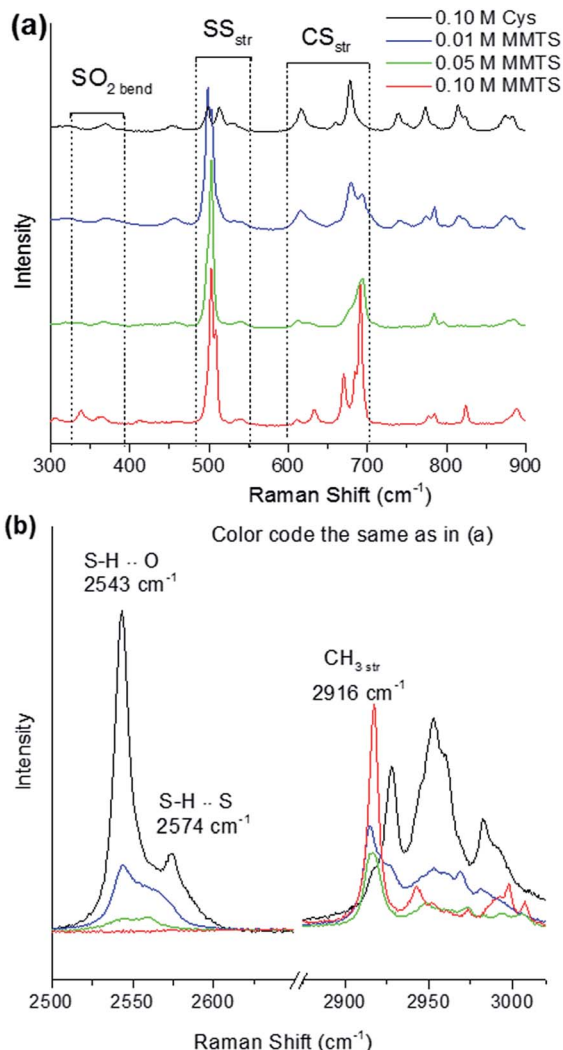 (a)
0.10 M Cys
0.01 M MMTS
0.05 M MMTS
0.10 M MMTS
SO2 bend
SSstr
CSstr
Intensity
300 400 500 600 700 800 900
Raman Shift (cm-1)
(b)
Color code the same as in (a)
S-H ·· O
2543 cm-1
S-H ·· S
2574 cm-1
CH3 str
2916 cm-1
Intensity
2500 2550 2600 2900 2950 3000
Raman Shift (cm-1)